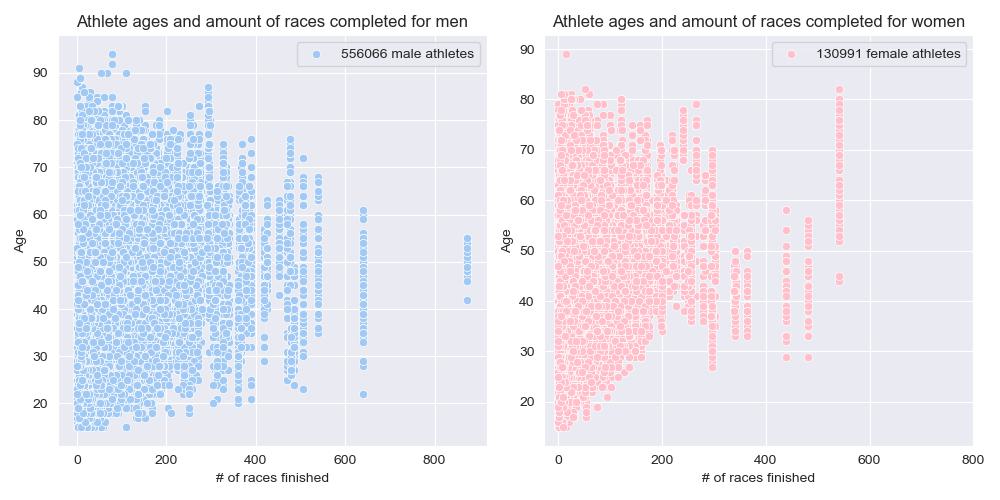 Athlete ages and amount of races completed for men
556066 male athletes
90
80
70
60
50
40
30
20
Age
0 200 400 600 800
# of races finished
Athlete ages and amount of races completed for women
130991 female athletes
90
80
70
60
50
40
30
20
Age
0 200 400 600 800
# of races finished